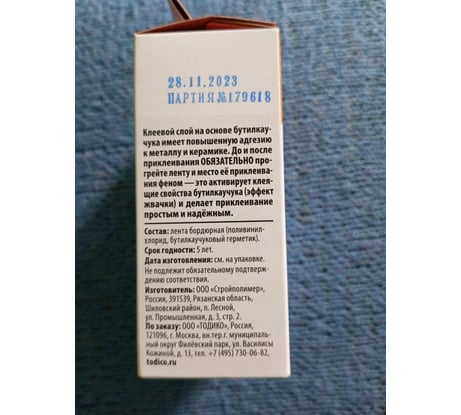 28.11.2023
ПАРТИЯ №179618
Клеевой слой на основе бутилкау-
чука имеет повышенную адгезию
к металлу и керамике. До и после
приклеивания ОБЯЗАТЕЛЬНО про-
грейте ленту и место её приклеива-
ния феном — это активирует клея-
щие свойства бутилкаучука (эффект
жвачки) и делает приклеивание
простым и надёжным.
Состав: лента бордюрная (поливинил-
хлорид, бутилкаучуковый герметик).
Срок годности: 5 лет.
Дата изготовления: см. на упаковке.
Не подлежит обязательному подтверж-
дению соответствия.
Изготовитель: ООО «Стройполимер»,
Россия, 391539, Рязанская область,
Шиловский район, п. Лесной,
ул. Промышленная, д. 3, стр. 2.
По заказу: ООО «ТОДИКО», Россия,
121096, г. Москва, вн.тер.г. муниципаль-
ный округ Филёвский парк, ул. Василисы
Кожиной, д. 13, тел. +7 (495) 730-06-82,
todico.ru